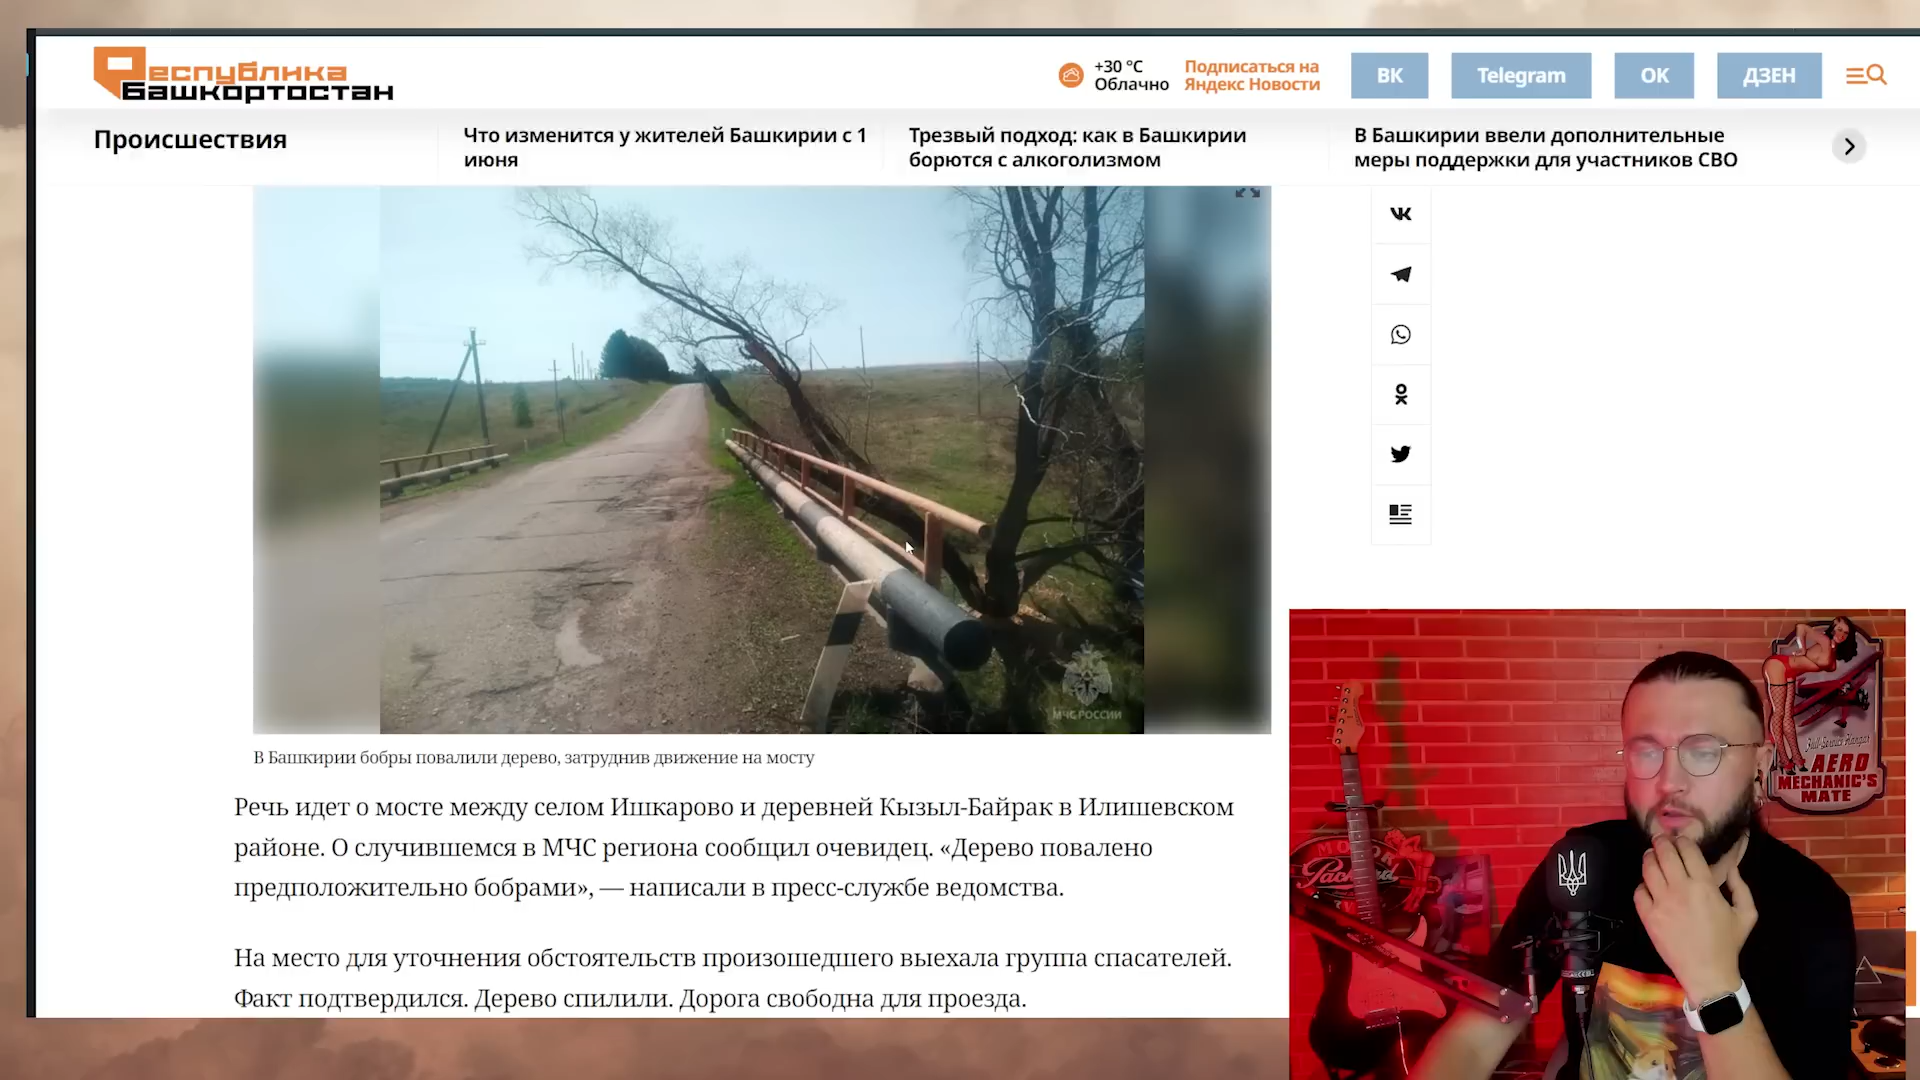 Республика
Башкортостан
+30 °C
Облачно
Подписаться на
Яндекс Новости
ВК
Telegram
OK
ДЗЕН
Происшествия
Что изменится у жителей Башкирии с 1
июня
Трезвый подход: как в Башкирии
борются с алкоголизмом
В Башкирии ввели дополнительные
меры поддержки для участников СВО
МЧС РОССИИ
В Башкирии бобры повалили дерево, затруднив движение на мосту
Речь идет о мосте между селом Ишкарово и деревней Кызыл-Байрак в Илишевском
районе. О случившемся в МЧС региона сообщил очевидец. «Дерево повалено
предположительно бобрами», — написали в пресс-службе ведомства.
На место для уточнения обстоятельств произошедшего выехала группа спасателей.
Факт подтвердился. Дерево спилили. Дорога свободна для проезда.
AERO
MECHANIC'S
MATE
MOTOR
Packard